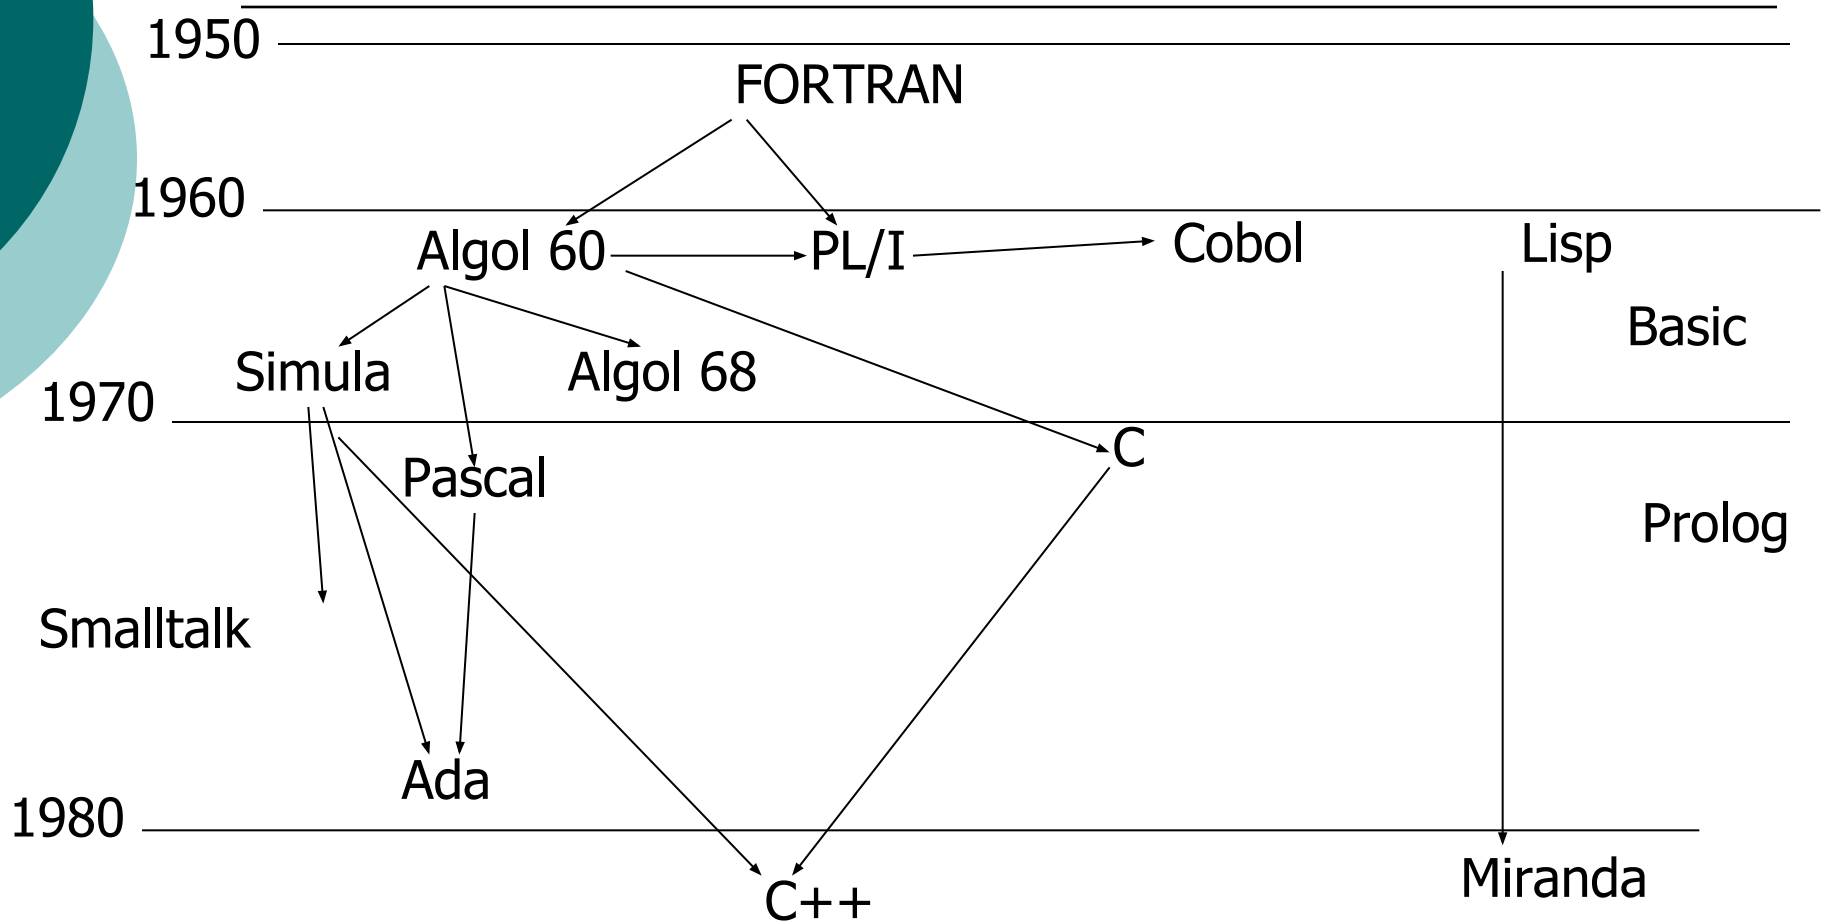 1950
FORTRAN
1960
Algol 60 PL/I Cobol Lisp
Basic
Simula Algol 68
1970
C
Pascal
Prolog
Smalltalk
Ada
1980
Miranda
C++